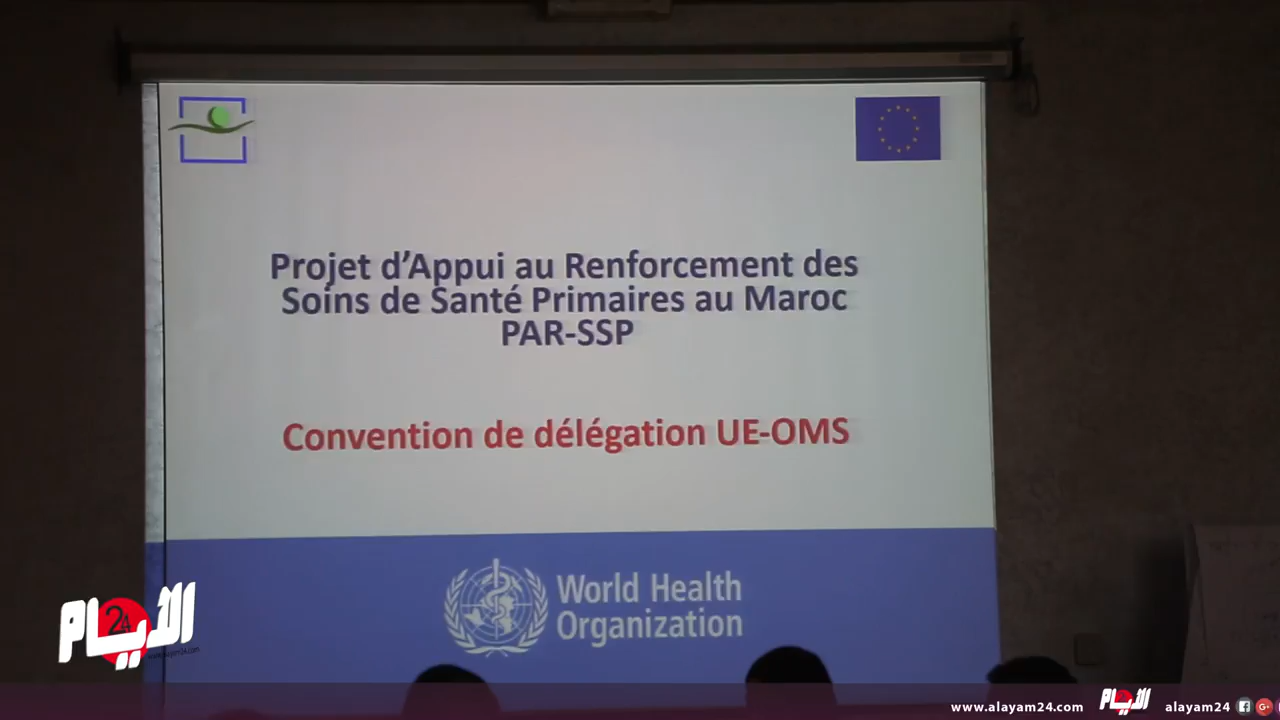 Projet d'Appui au Renforcement des
Soins de Santé Primaires au Maroc
PAR-SSP
Convention de délégation UE-OMS
World Health
Organization
الأيام 24
www.alayam24.com
الأيام 24
alayam24